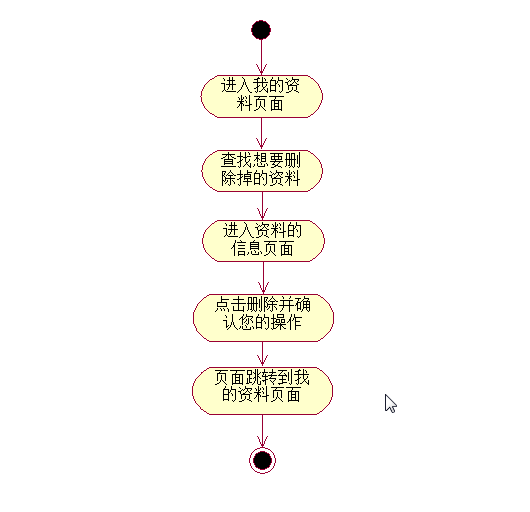 进入我的资
料页面
查找想要删
除掉的资料
进入资料的
信息页面
点击删除并确
认您的操作
页面跳转到我
的资料页面